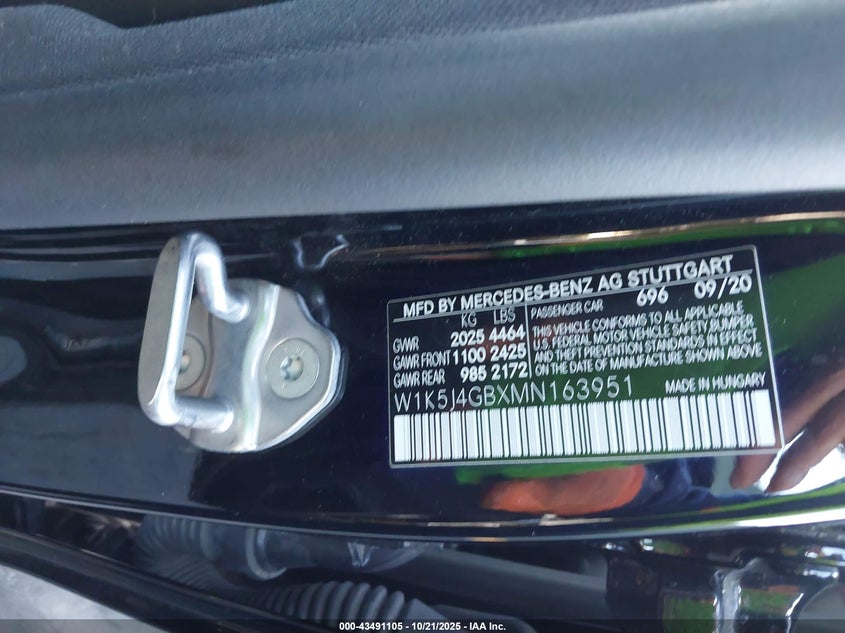 MFD BY MERCEDES-BENZ AG STUTTGART
KG LBS PASSENGER CAR 696 09/20
GVWR 2025 4464
GAWR FRONT 1100 2425
GAWR REAR 985 2172
THIS VEHICLE CONFORMS TO ALL APPLICABLE
U.S. FEDERAL MOTOR VEHICLE SAFETY, BUMPER,
AND THEFT PREVENTION STANDARDS IN EFFECT
ON THE DATE OF MANUFACTURE SHOWN ABOVE
W1K5J4GBXMN163951 MADE IN HUNGARY
000-43491105 - 10/21/2025 - IAA Inc.